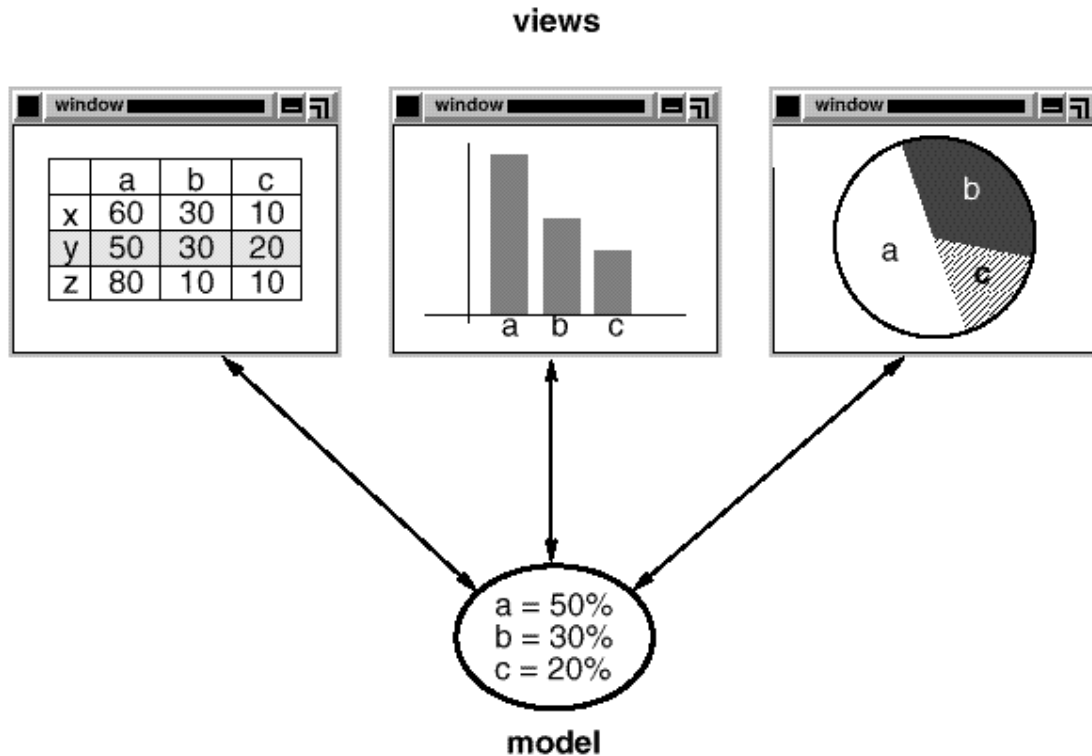 views
window
a b c
x 60 30 10
y 50 30 20
z 80 10 10
window
a b c
window
b
a
c
a = 50%
b = 30%
c = 20%
model